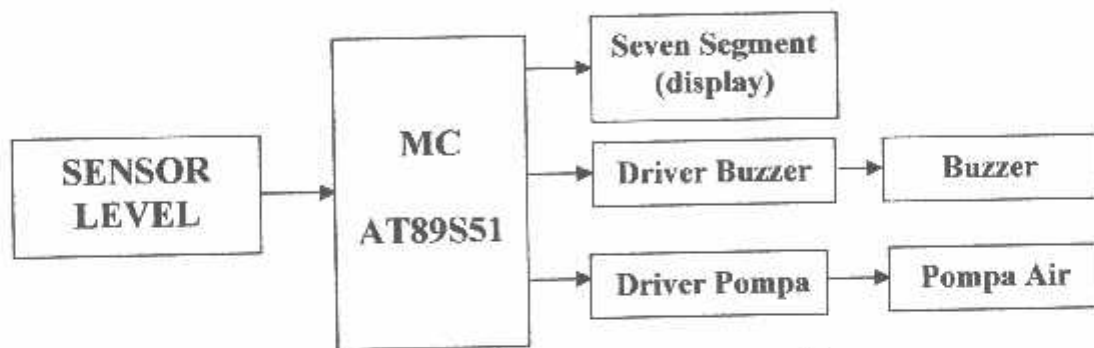 SENSOR
LEVEL
MC
AT89S51
Seven Segment
(display)
Driver Buzzer
Buzzer
Driver Pompa
Pompa Air